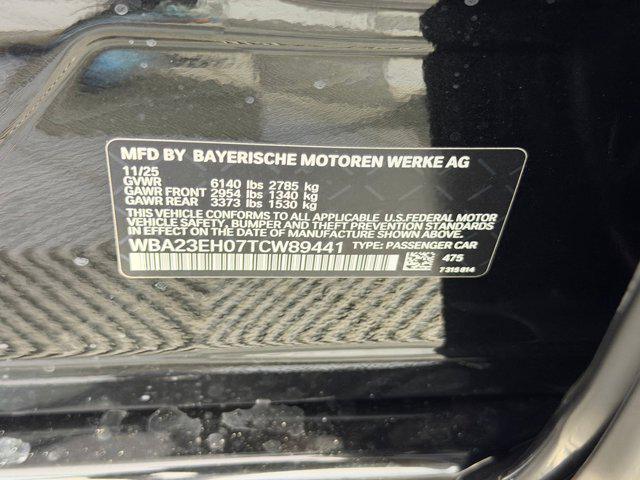 MFD BY BAYERISCHE MOTOREN WERKE AG
11/25
GVWR 6140 lbs 2785 kg
GAWR FRONT 2954 lbs 1340 kg
GAWR REAR 3373 lbs 1530 kg
THIS VEHICLE CONFORMS TO ALL APPLICABLE U.S.FEDERAL MOTOR
VEHICLE SAFETY, BUMPER AND THEFT PREVENTION STANDARDS
IN EFFECT ON THE DATE OF MANUFACTURE SHOWN ABOVE.
WBA23EH07TCW89441 TYPE: PASSENGER CAR
475
7315614